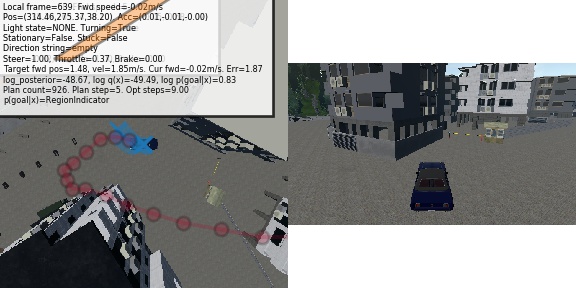 Local frame=639. Fwd speed=-0.02m/s
Pos=(314.46,275.37,38.20). Acc=(0.01,-0.01,-0.00)
Light state=NONE. Turning=True
Stationary=False. Stuck=False
Direction string=empty
Steer=1.00, Throttle=0.37, Brake=0.00
Target fwd pos=1.48, vel=1.85m/s. Cur fwd=-0.02m/s. Err=1.87
log_posterior=-48.67, log q(x)=-49.49, log p(goal|x)=0.83
Plan count=926. Plan step=5. Opt steps=9.00
p(goal|x)=RegionIndicator